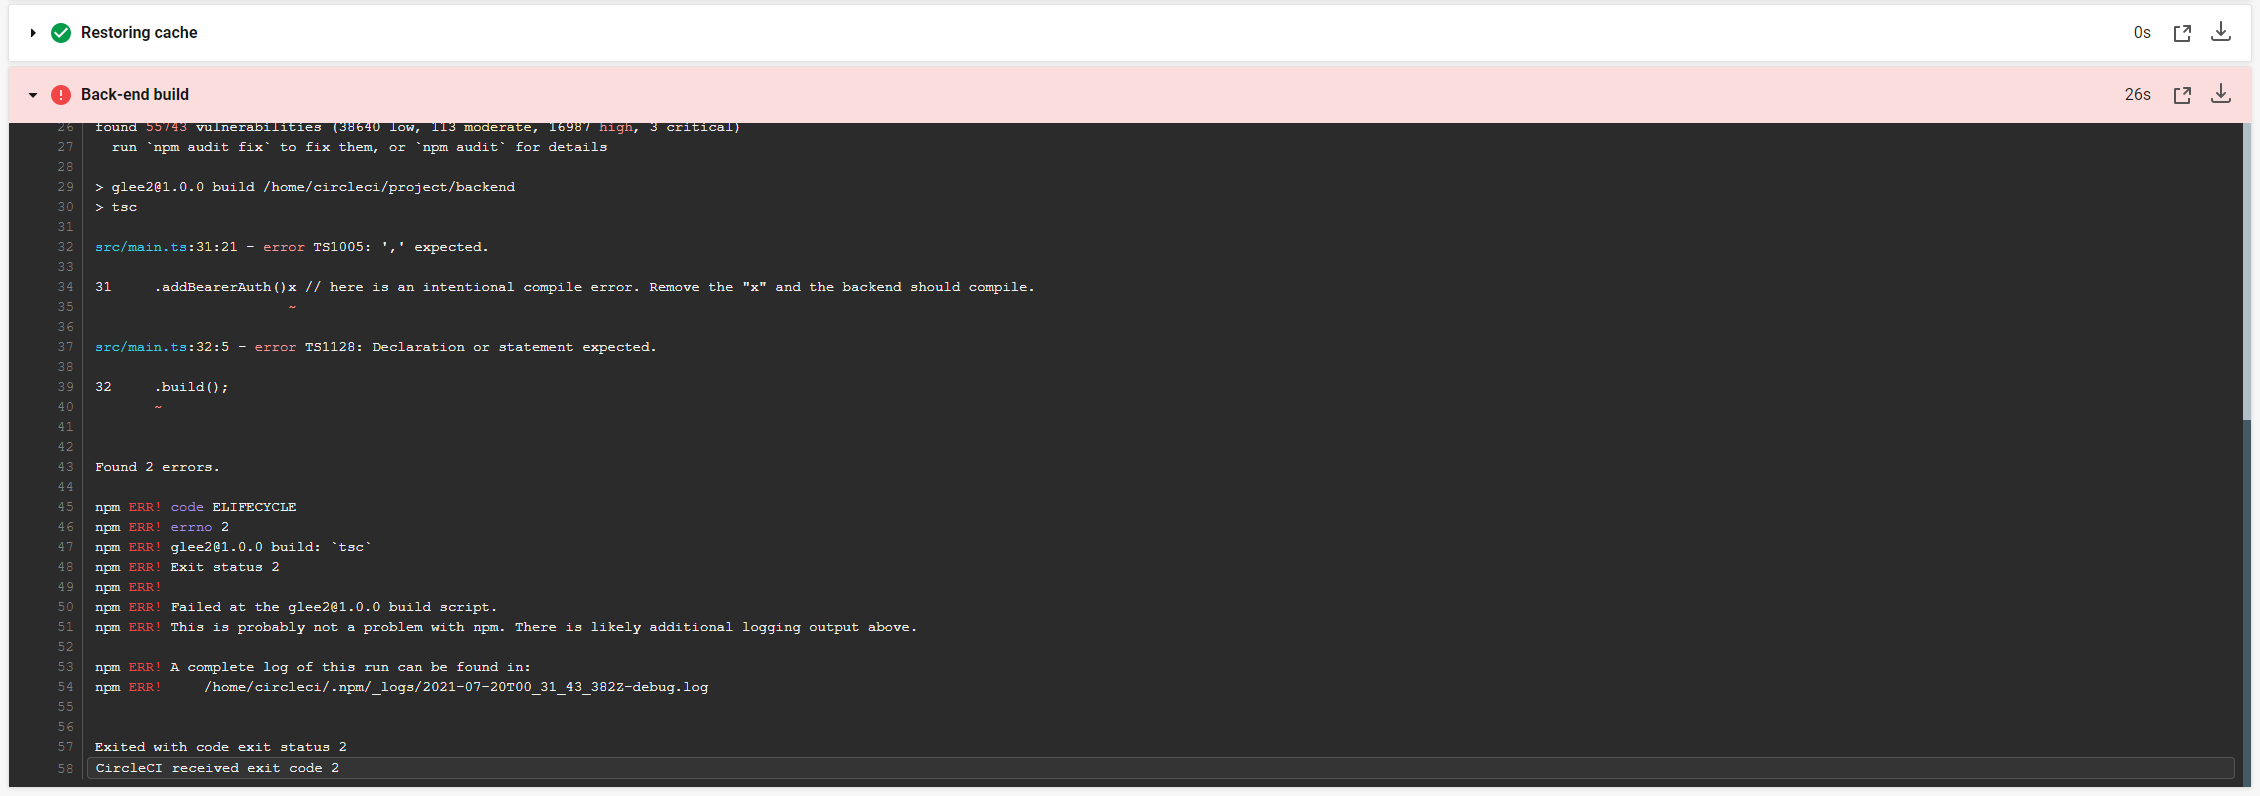 Restoring cache 0s
Back-end build 26s
26 found 55743 vulnerabilities (38640 low, 113 moderate, 16987 high, 3 critical)
27 run `npm audit fix` to fix them, or `npm audit` for details
28
29 > glee2@1.0.0 build /home/circleci/project/backend
30 > tsc
31
32 src/main.ts:31:21 - error TS1005: ',' expected.
33
34 31 .addBearerAuth()x // here is an intentional compile error. Remove the "x" and the backend should compile.
35 ~
36
37 src/main.ts:32:5 - error TS1128: Declaration or statement expected.
38
39 32 .build();
40 ~
41
42
43 Found 2 errors.
44
45 npm ERR! code ELIFECYCLE
46 npm ERR! errno 2
47 npm ERR! glee2@1.0.0 build: `tsc`
48 npm ERR! Exit status 2
49 npm ERR!
50 npm ERR! Failed at the glee2@1.0.0 build script.
51 npm ERR! This is probably not a problem with npm. There is likely additional logging output above.
52
53 npm ERR! A complete log of this run can be found in:
54 npm ERR! /home/circleci/.npm/_logs/2021-07-20T00_31_43_382Z-debug.log
55
56
57 Exited with code exit status 2
58 CircleCI received exit code 2